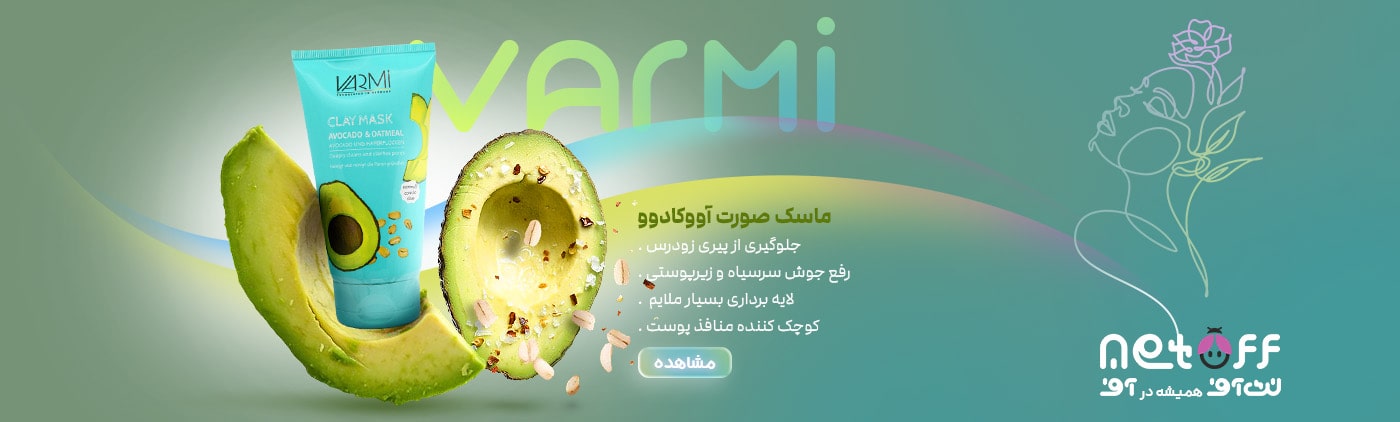 varmi
VARMi
CLAY MASK
AVOCADO & OATMEAL
ماسک صورت آووکادوو
جلوگیری از پیری زودرس .
رفع جوش سرسیاه و زیرپوستی .
لایه برداری بسیار ملایم .
کوچک کننده منافذ پوست .
مشاهده
netOff
نت آف همیشه در آف